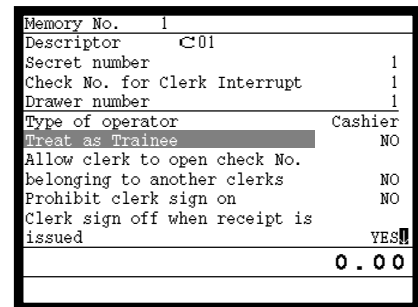 Memory No. 1
Descriptor C01
Secret number 1
Check No. for Clerk Interrupt 1
Drawer number 1
Type of operator Cashier
Treat as Trainee NO
Allow clerk to open check No.
belonging to another clerks NO
Prohibit clerk sign on NO
Clerk sign off when receipt is
issued YES
0.00